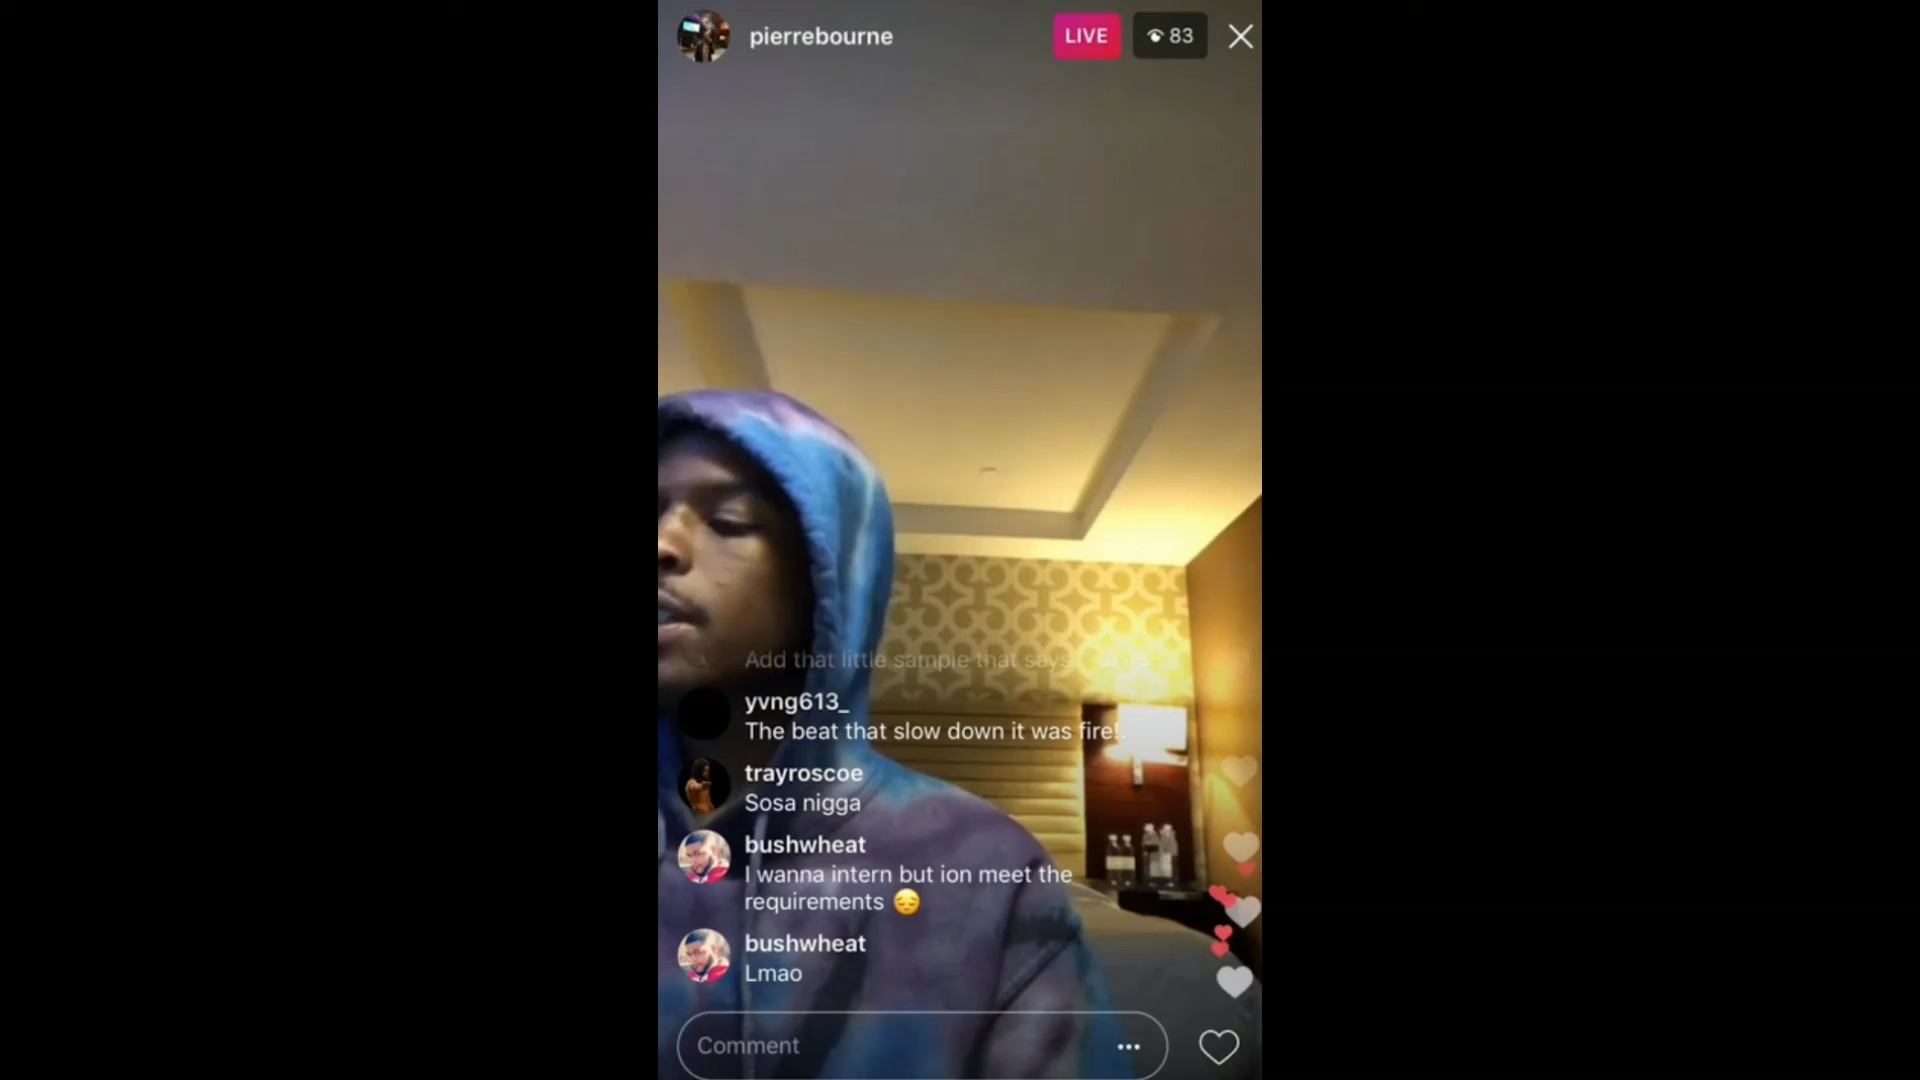 pierrebourne
LIVE
83
Add that little sample that says
yvng613_
The beat that slow down it was fire!.
trayroscoe
Sosa nigga
bushwheat
I wanna intern but ion meet the
requirements 😔
bushwheat
Lmao
Comment